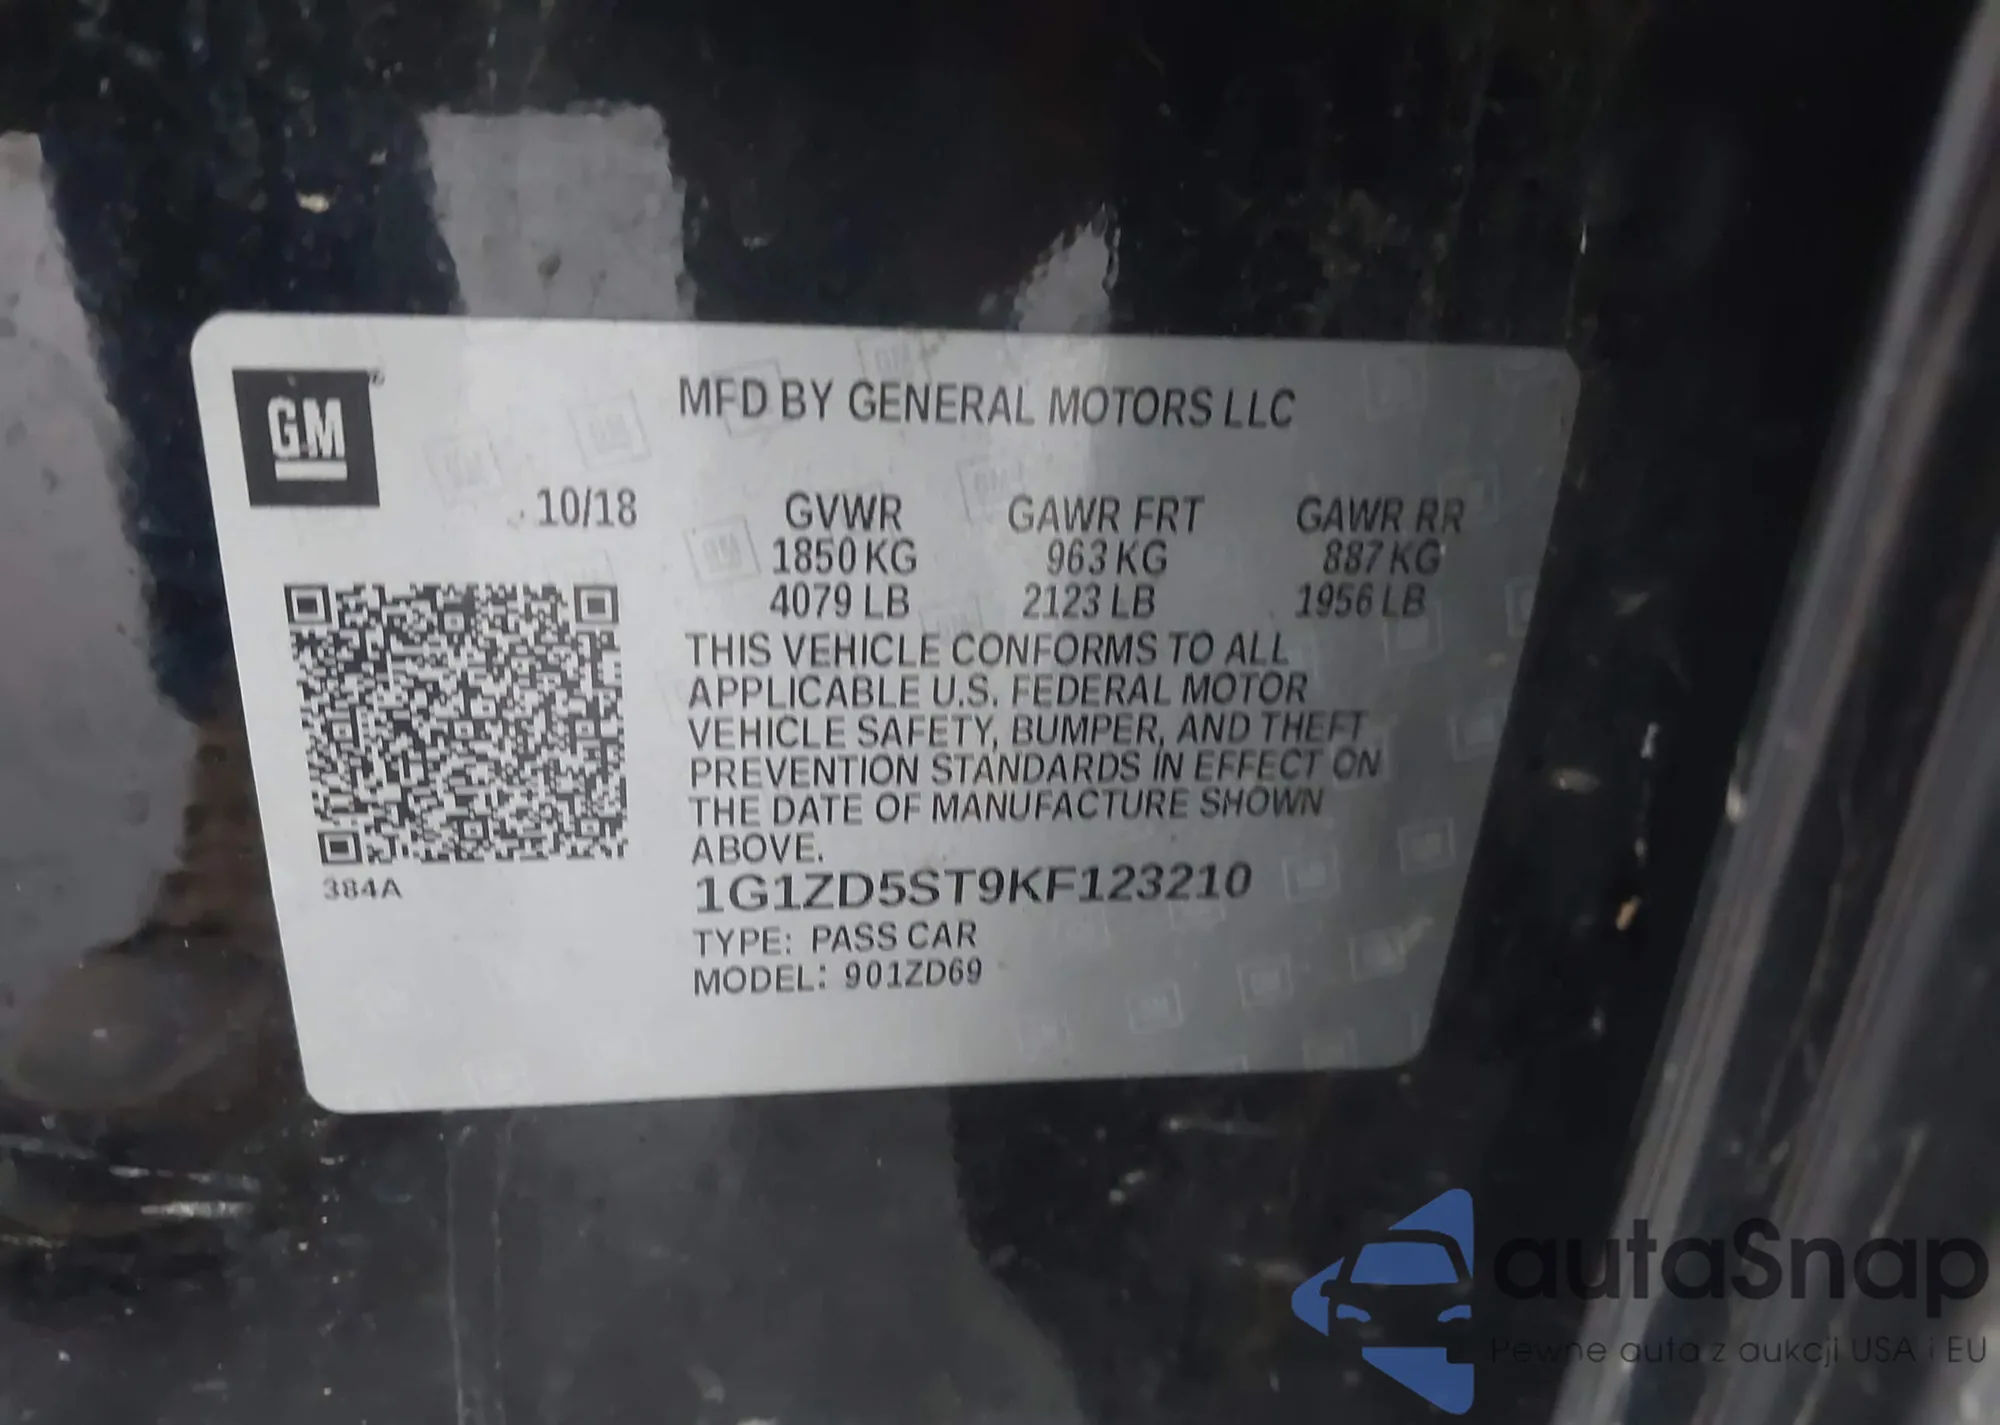 GM
MFD BY GENERAL MOTORS LLC
10/18 GVWR GAWR FRT GAWR RR
1850 KG 963 KG 887 KG
4079 LB 2123 LB 1956 LB
THIS VEHICLE CONFORMS TO ALL
APPLICABLE U.S. FEDERAL MOTOR
VEHICLE SAFETY, BUMPER, AND THEFT
PREVENTION STANDARDS IN EFFECT ON
THE DATE OF MANUFACTURE SHOWN
ABOVE.
384A
1G1ZD5ST9KF123210
TYPE: PASS CAR
MODEL: 901ZD69
autaSnap
Pewne auta z aukcji USA i EU